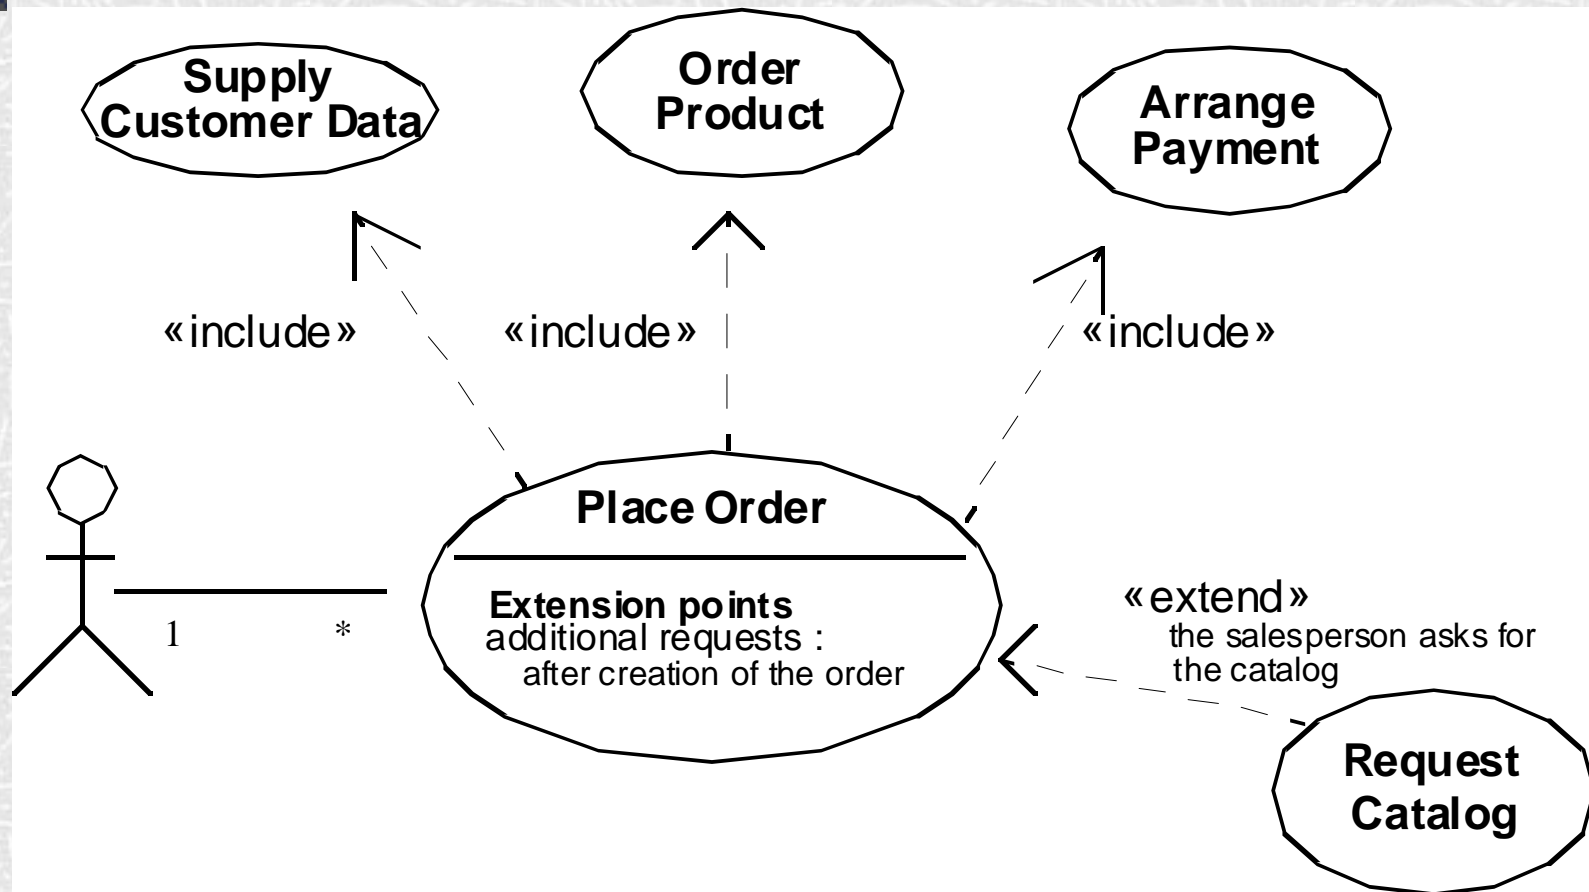 Supply
Customer Data
Order
Product
Arrange
Payment
«include»
«include»
«include»
Place Order
Extension points
additional requests :
after creation of the order
1
*
«extend»
the salesperson asks for
the catalog
Request
Catalog